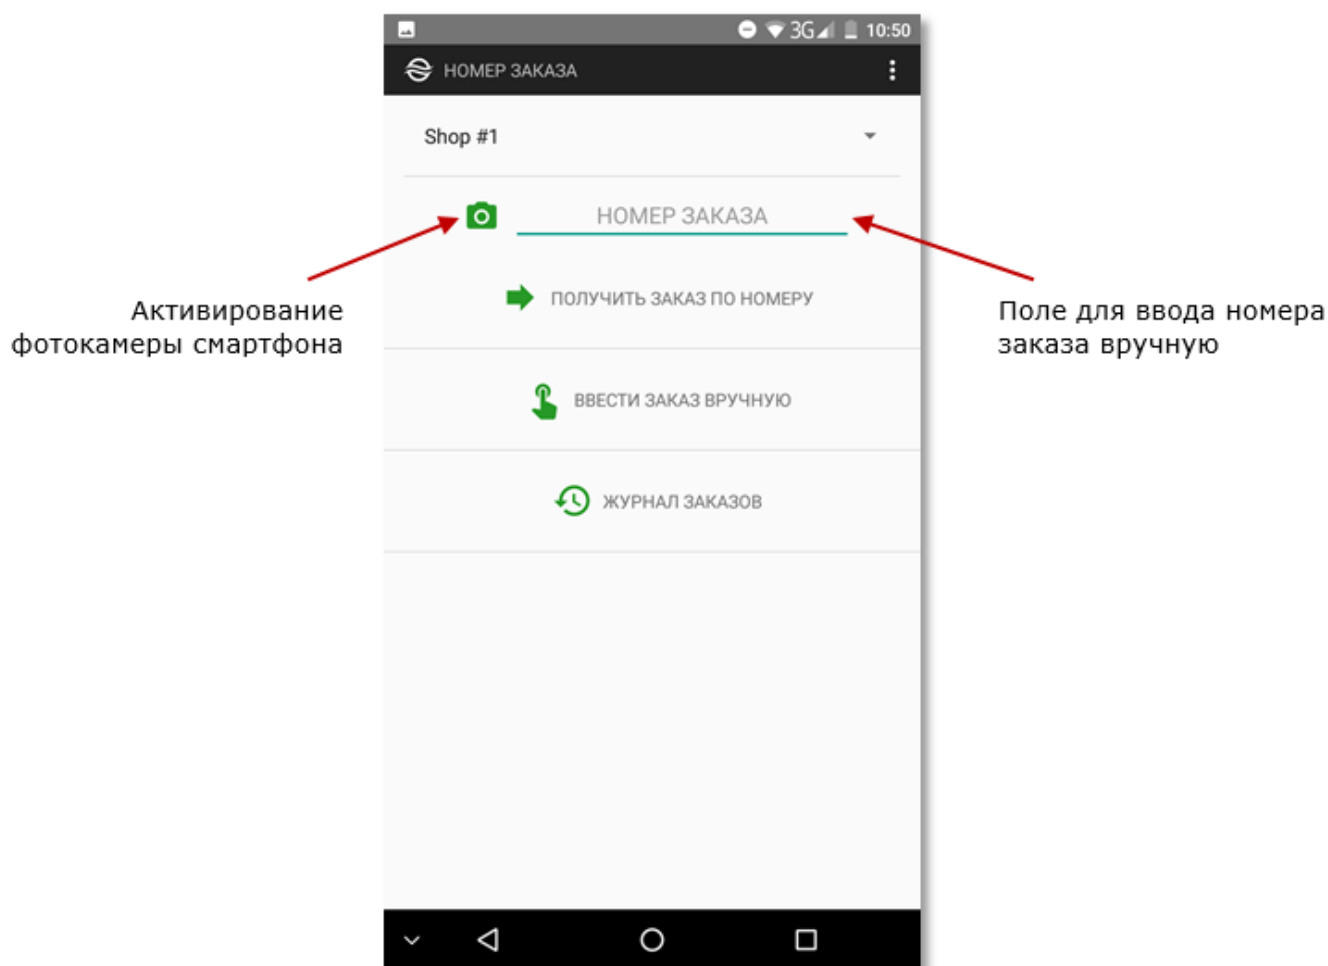 3G 10:50
НОМЕР ЗАКАЗА
Shop #1
НОМЕР ЗАКАЗА
ПОЛУЧИТЬ ЗАКАЗ ПО НОМЕРУ
Активирование
фотокамеры смартфона
Поле для ввода номера
заказа вручную
ВВЕСТИ ЗАКАЗ ВРУЧНУЮ
ЖУРНАЛ ЗАКАЗОВ